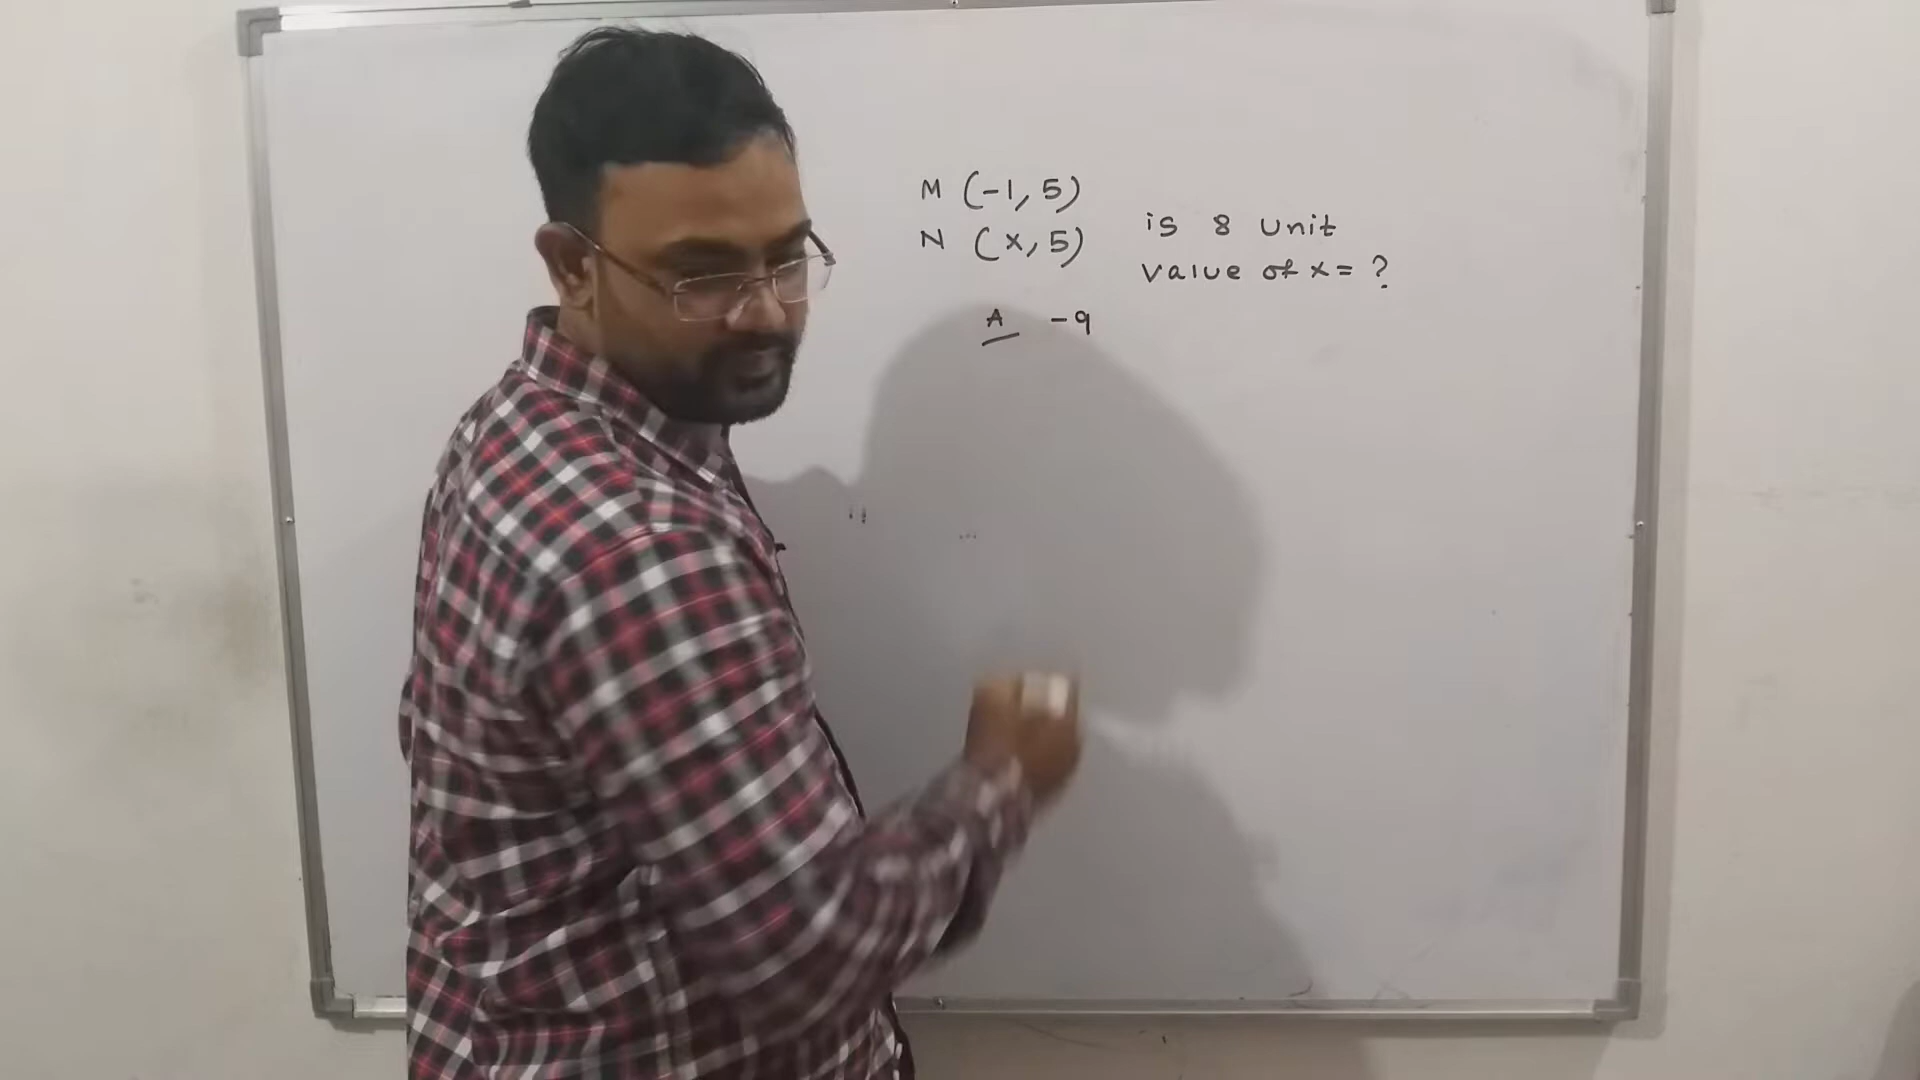 M (-1, 5)
N (x, 5)
is 8 unit
value of x = ?
A -9